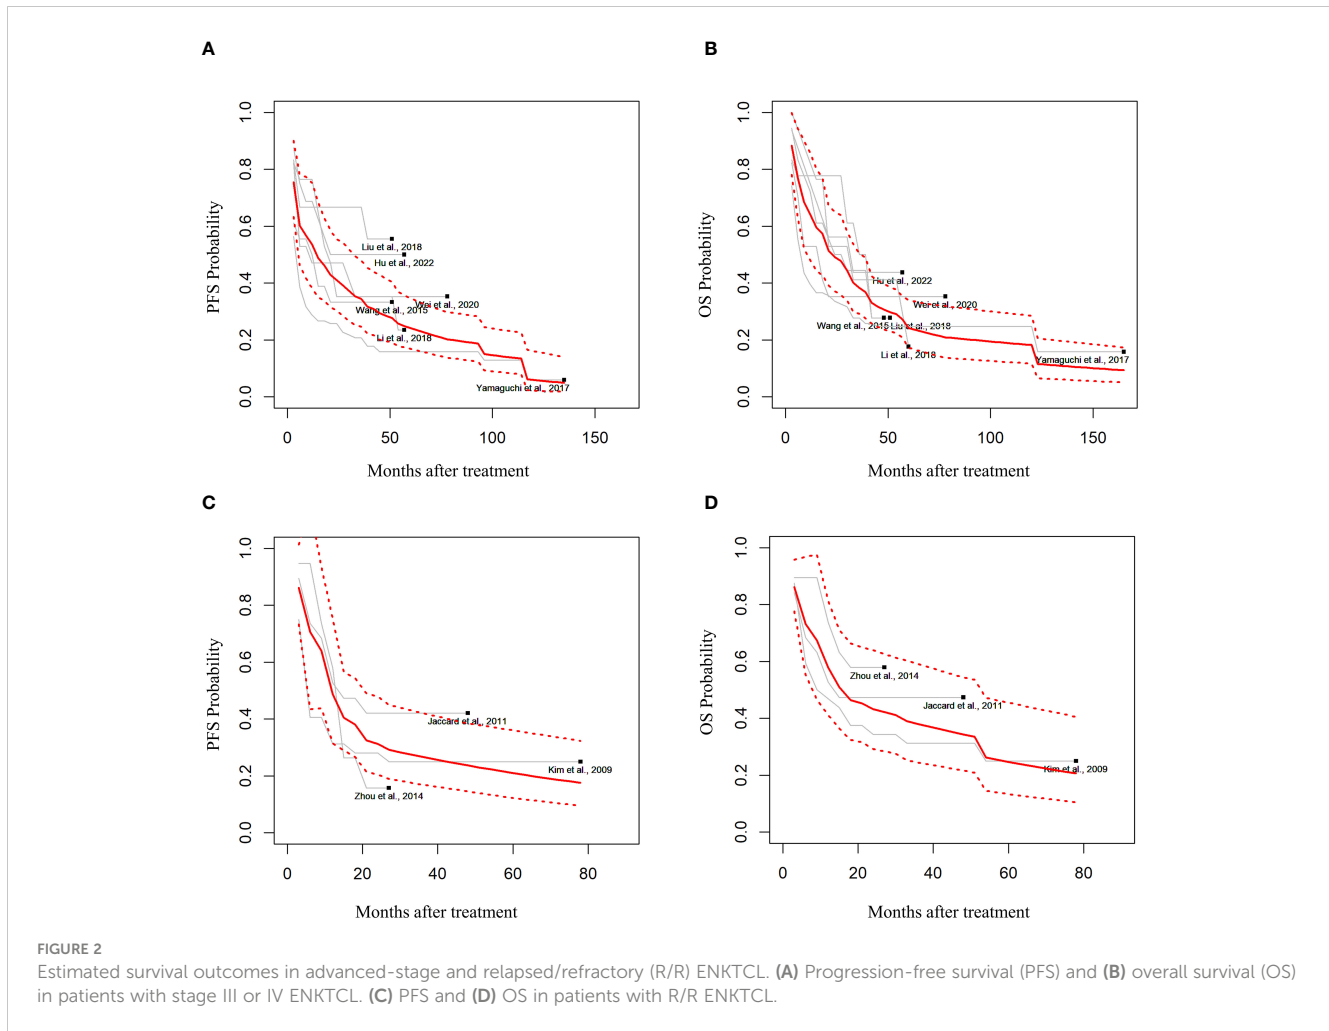 A
B
PFS Probability
1.0
0.8
0.6
0.4
0.2
0.0
Liu et al., 2018
Hu et al., 2022
Wei et al., 2020
Wang et al., 2015
Li et al., 2018
Yamaguchi et al., 2017
0 50 100 150
Months after treatment
OS Probability
1.0
0.8
0.6
0.4
0.2
0.0
Hu et al., 2022
Wei et al., 2020
Wang et al., 2015
Liu et al., 2018
Li et al., 2018
Yamaguchi et al., 2017
0 50 100 150
Months after treatment
C
D
PFS Probability
1.0
0.8
0.6
0.4
0.2
0.0
Jaccard et al., 2011
Kim et al., 2009
Zhou et al., 2014
0 20 40 60 80
Months after treatment
OS Probability
1.0
0.8
0.6
0.4
0.2
0.0
Zhou et al., 2014
Jaccard et al., 2011
Kim et al., 2009
0 20 40 60 80
Months after treatment
FIGURE 2
Estimated survival outcomes in advanced-stage and relapsed/refractory (R/R) ENKTCL. (A) Progression-free survival (PFS) and (B) overall survival (OS)
in patients with stage III or IV ENKTCL. (C) PFS and (D) OS in patients with R/R ENKTCL.